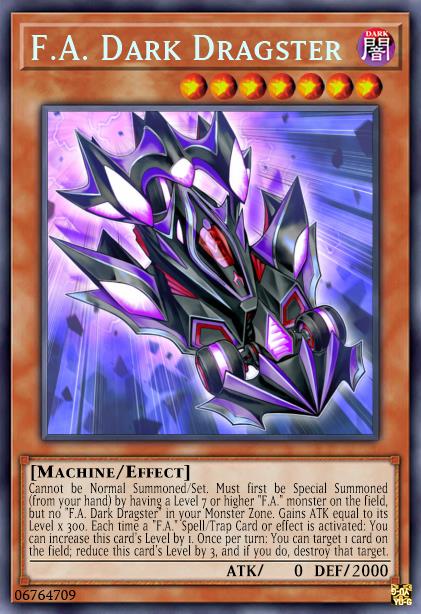 F.A. Dark Dragster
DARK
闇
[Machine/Effect]
Cannot be Normal Summoned/Set. Must first be Special Summoned
(from your hand) by having a Level 7 or higher "F.A." monster on the field,
but no "F.A. Dark Dragster" in your Monster Zone. Gains ATK equal to its
Level x 300. Each time a "F.A." Spell/Trap Card or effect is activated: You
can increase this card's Level by 1. Once per turn: You can target 1 card
on the field; reduce this card's Level by 3, and if you do, destroy that target.
ATK/ 0 DEF/2000
06764709